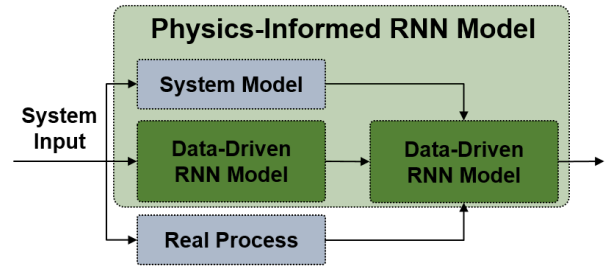 Physics-Informed RNN Model
System Model
System
Input
Data-Driven
RNN Model
Data-Driven
RNN Model
Real Process